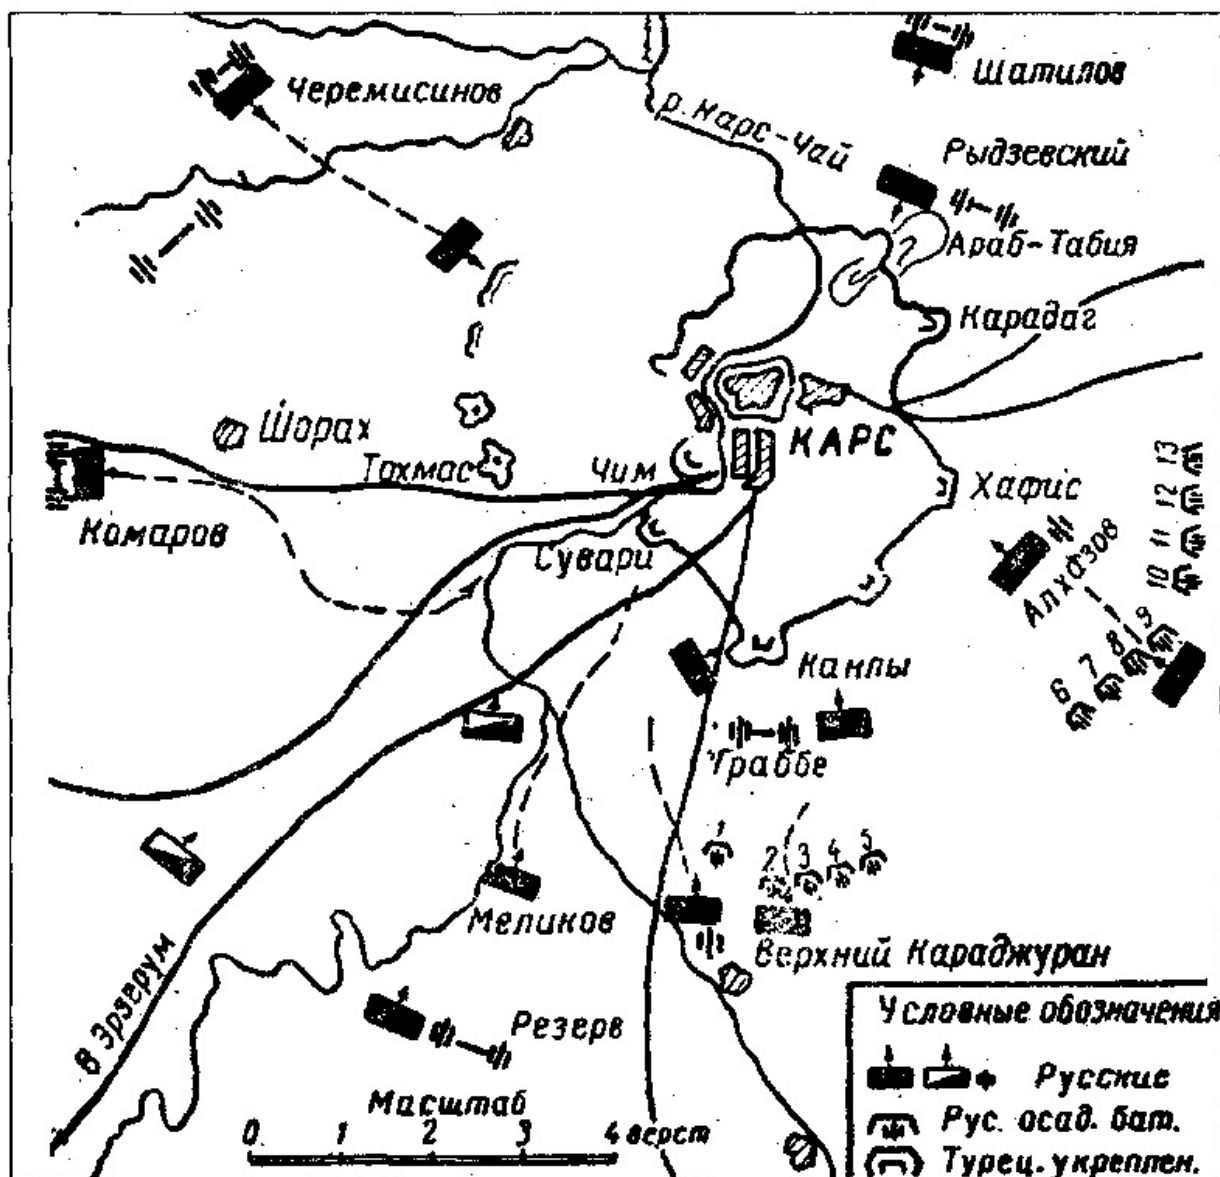 Черемисинов
Шатилов
р. Карс-Чай
Рыдзевский
Араб-Табия
Карадаг
Шорах
КАРС
Тахмас
Чим
Хафис
13
12
11
10
Комаров
Сувари
Алхазов
9
8
7
6
Канлы
Граббе
2 3 4 5
Меликов
Верхний Караджуран
В Эрзерум
Резерв
Масштаб
0 1 2 3 4 верст
Условные обозначения
Русские
Рус. осад. бат.
Турец. укреплен.